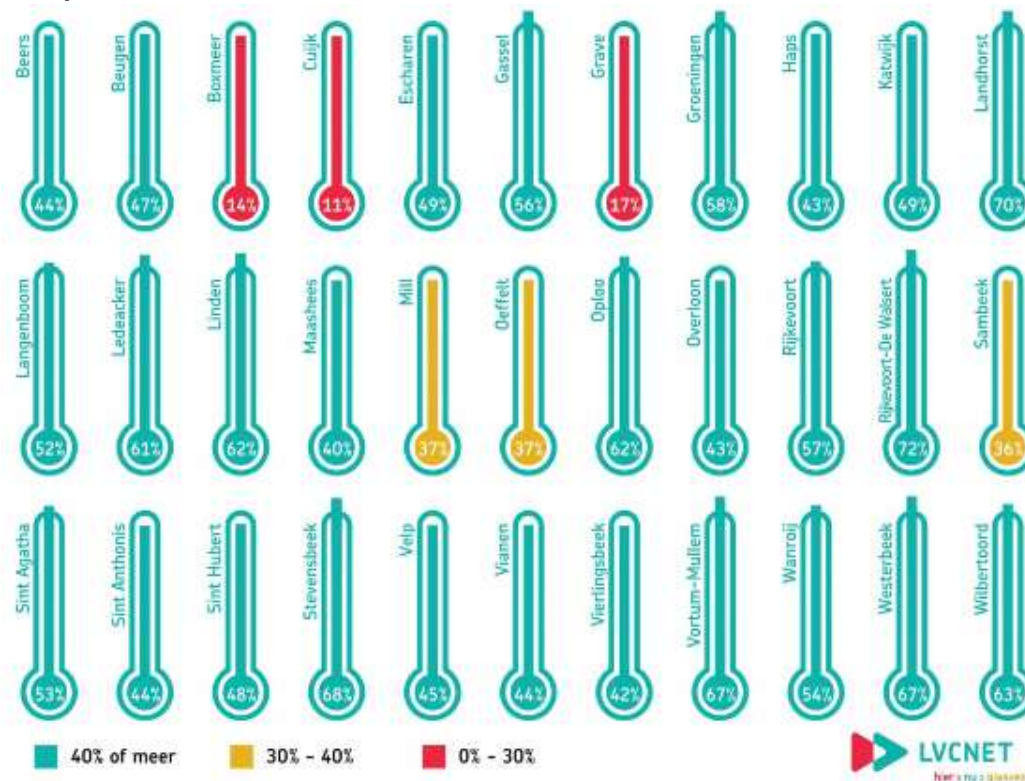 Beers
44%
Beugen
47%
Boxmeer
14%
Cuijk
11%
Escharen
49%
Gassel
56%
Grave
17%
Groeningen
58%
Haps
43%
Katwijk
49%
Landhorst
70%
Langenboom
52%
Ledeacker
61%
Linden
62%
Maashees
40%
Mill
37%
Oeffelt
37%
Oploo
62%
Overloon
43%
Rijkevoort
57%
Rijkevoort-De Walsert
72%
Sambeek
36%
Sint Agatha
53%
Sint Anthonis
44%
Sint Hubert
48%
Stevensbeek
68%
Velp
45%
Vianen
44%
Vierlingsbeek
42%
Vortum-Mullem
67%
Wanroij
54%
Westerbeek
67%
Wilbertoord
63%
40% of meer
30% - 40%
0% - 30%
LVCNET